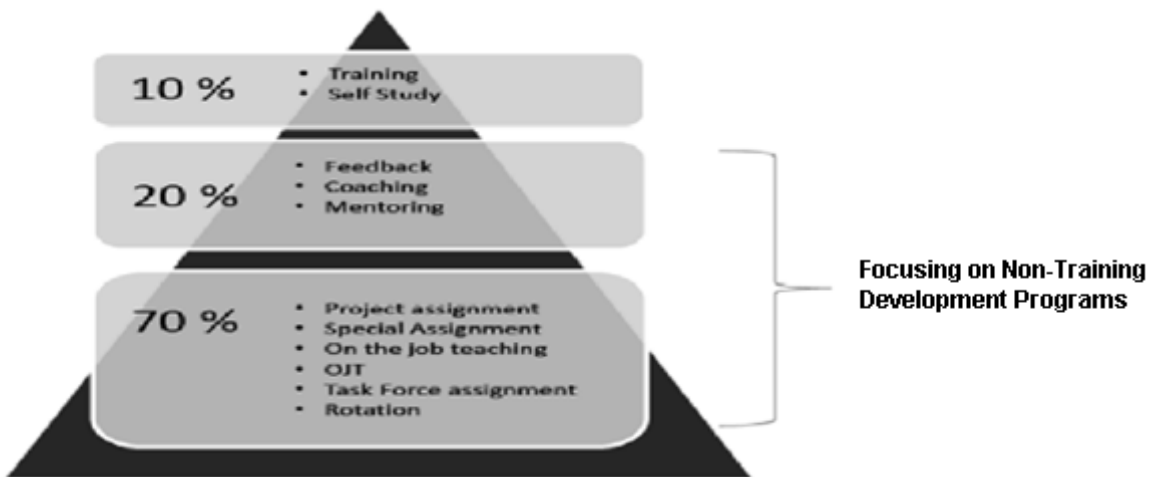 10 %
• Training
• Self Study
20 %
• Feedback
• Coaching
• Mentoring
70 %
• Project assignment
• Special Assignment
• On the job teaching
• OJT
• Task Force assignment
• Rotation
Focusing on Non-Training
Development Programs